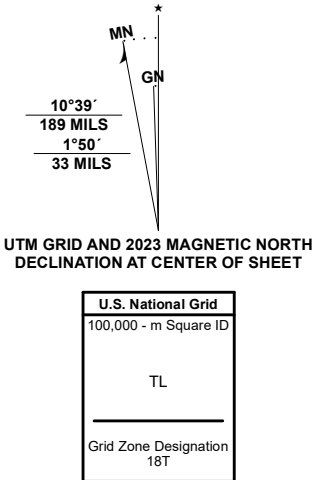 ★
MN
GN
10°39´
189 MILS
1°50´
33 MILS
UTM GRID AND 2023 MAGNETIC NORTH
DECLINATION AT CENTER OF SHEET
U.S. National Grid
100,000 - m Square ID
TL
Grid Zone Designation
18T